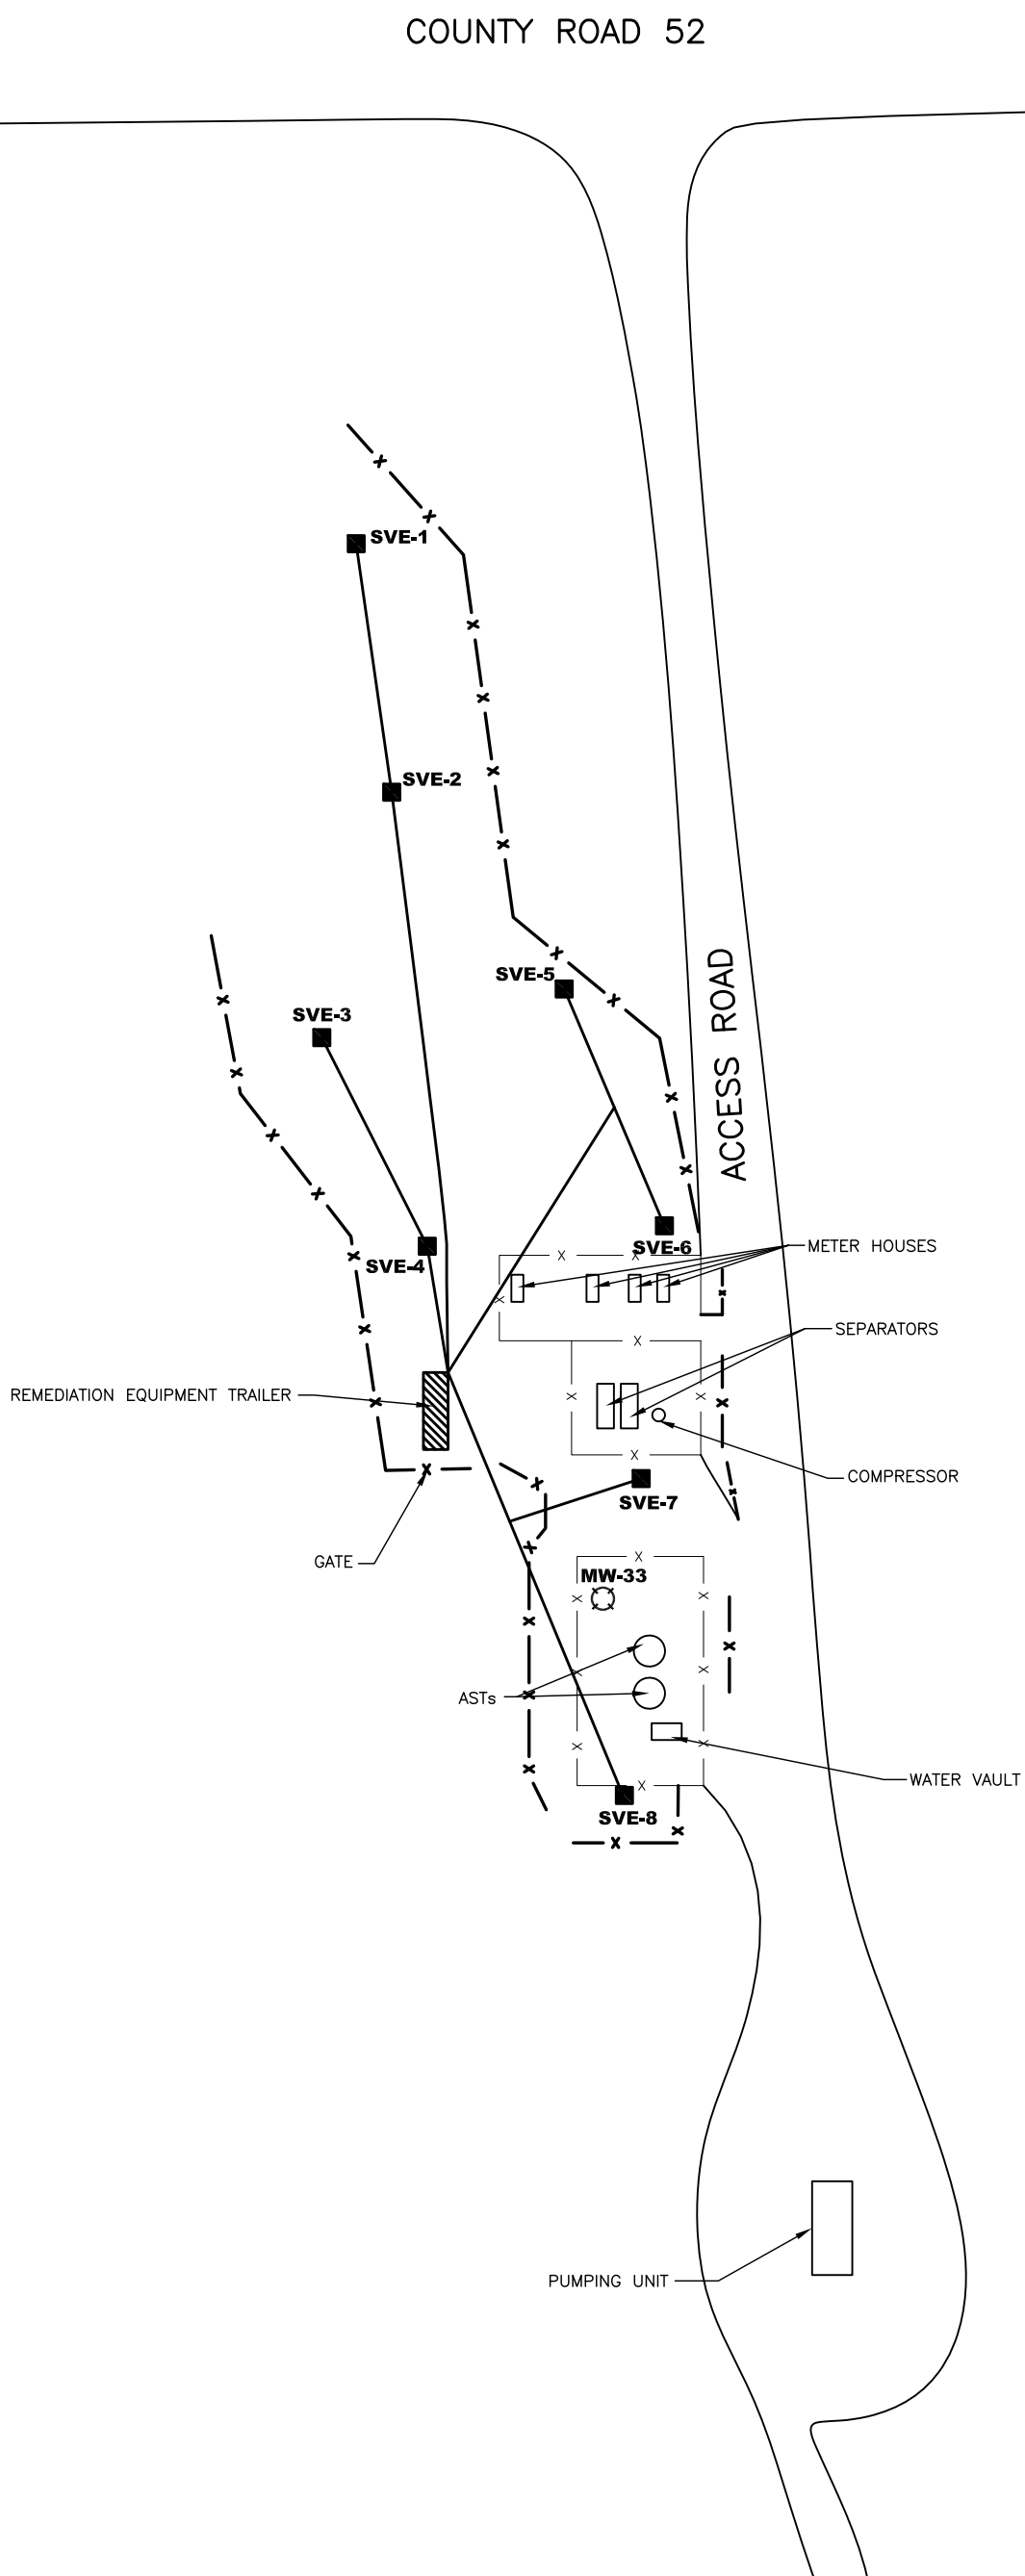 COUNTY ROAD 52
SVE-1
SVE-2
SVE-5
ACCESS ROAD
SVE-3
SVE-6
METER HOUSES
SVE-4
SEPARATORS
REMEDIATION EQUIPMENT TRAILER
COMPRESSOR
SVE-7
GATE
MW-33
ASTs
WATER VAULT
SVE-8
PUMPING UNIT